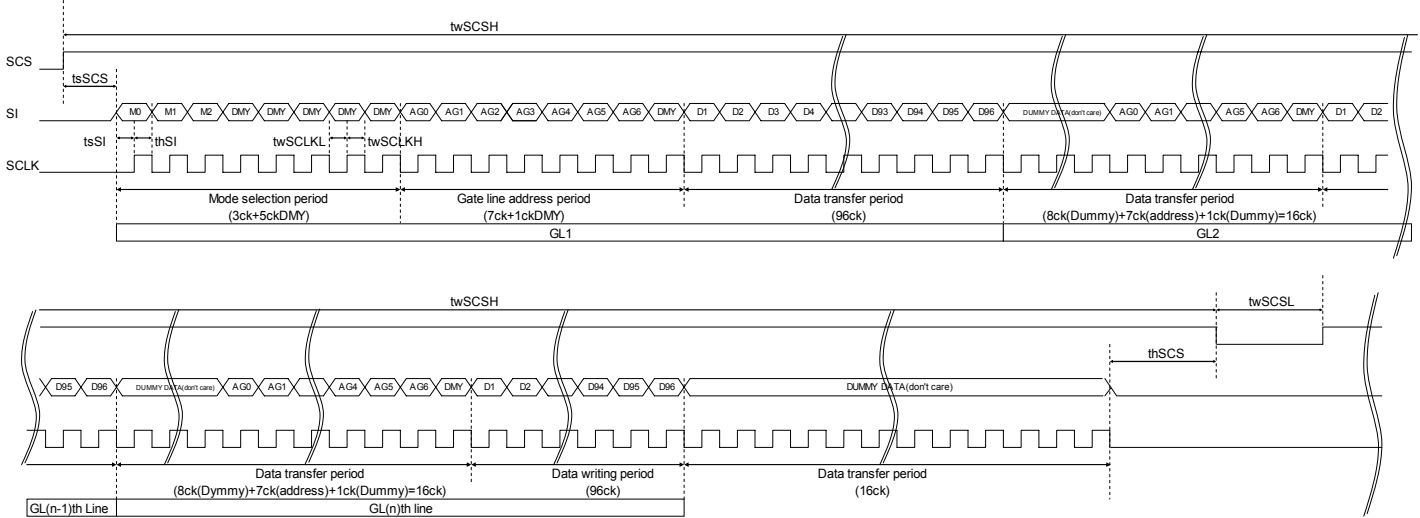 twSCSH
SCS
tsSCS
SI M0 M1 M2 DMY DMY DMY DMY DMY AG0 AG1 AG2 AG3 AG4 AG5 AG6 DMY D1 D2 D3 D4 D93 D94 D95 D96 DUMMY DATA(don't care) AG0 AG1 AG5 AG6 DMY D1 D2
tsSI thSI twSCLKL twSCLKH
SCLK
Mode selection period Gate line address period Data transfer period Data transfer period
(3ck+5ckDMY) (7ck+1ckDMY) (96ck) (8ck(Dummy)+7ck(address)+1ck(Dummy)=16ck)
GL1 GL2
twSCSH twSCSL
thSCS
D95 D96 DUMMY DATA(don't care) AG0 AG1 AG4 AG5 AG6 DMY D1 D2 D94 D95 D96 DUMMY DATA(don't care)
Data transfer period Data writing period Data transfer period
(8ck(Dymmy)+7ck(address)+1ck(Dummy)=16ck) (96ck) (16ck)
GL(n-1)th Line GL(n)th line